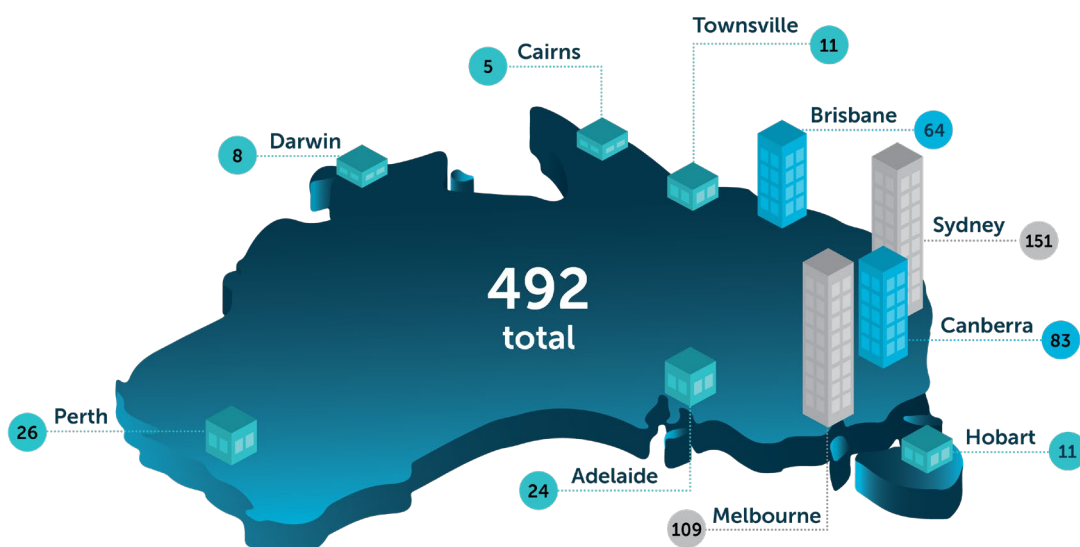 Townsville
11
Cairns
5
Brisbane
64
Darwin
8
Sydney
151
492
total
Canberra
83
Perth
26
Hobart
11
Adelaide
24
Melbourne
109